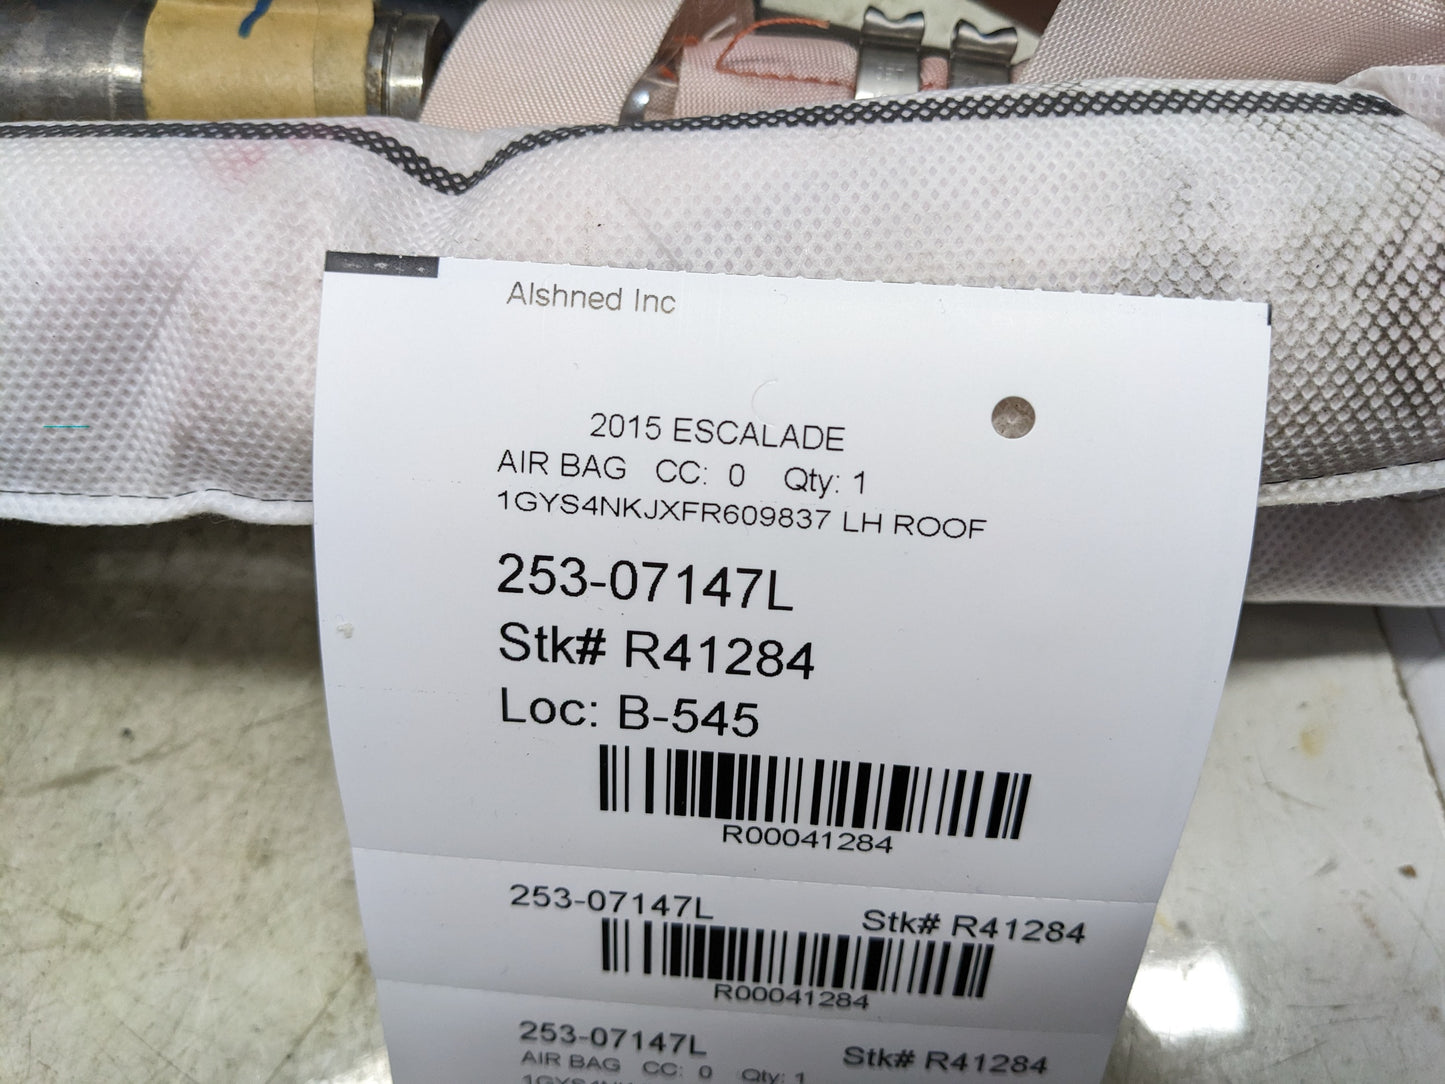 Alshned Inc
2015 ESCALADE
AIR BAG CC: 0 Qty: 1
1GYS4NKJXFR609837 LH ROOF
253-07147L
Stk# R41284
Loc: B-545
R00041284
253-07147L Stk# R41284
R00041284
253-07147L Stk# R41284
AIR BAG CC: 0 Qty: 1